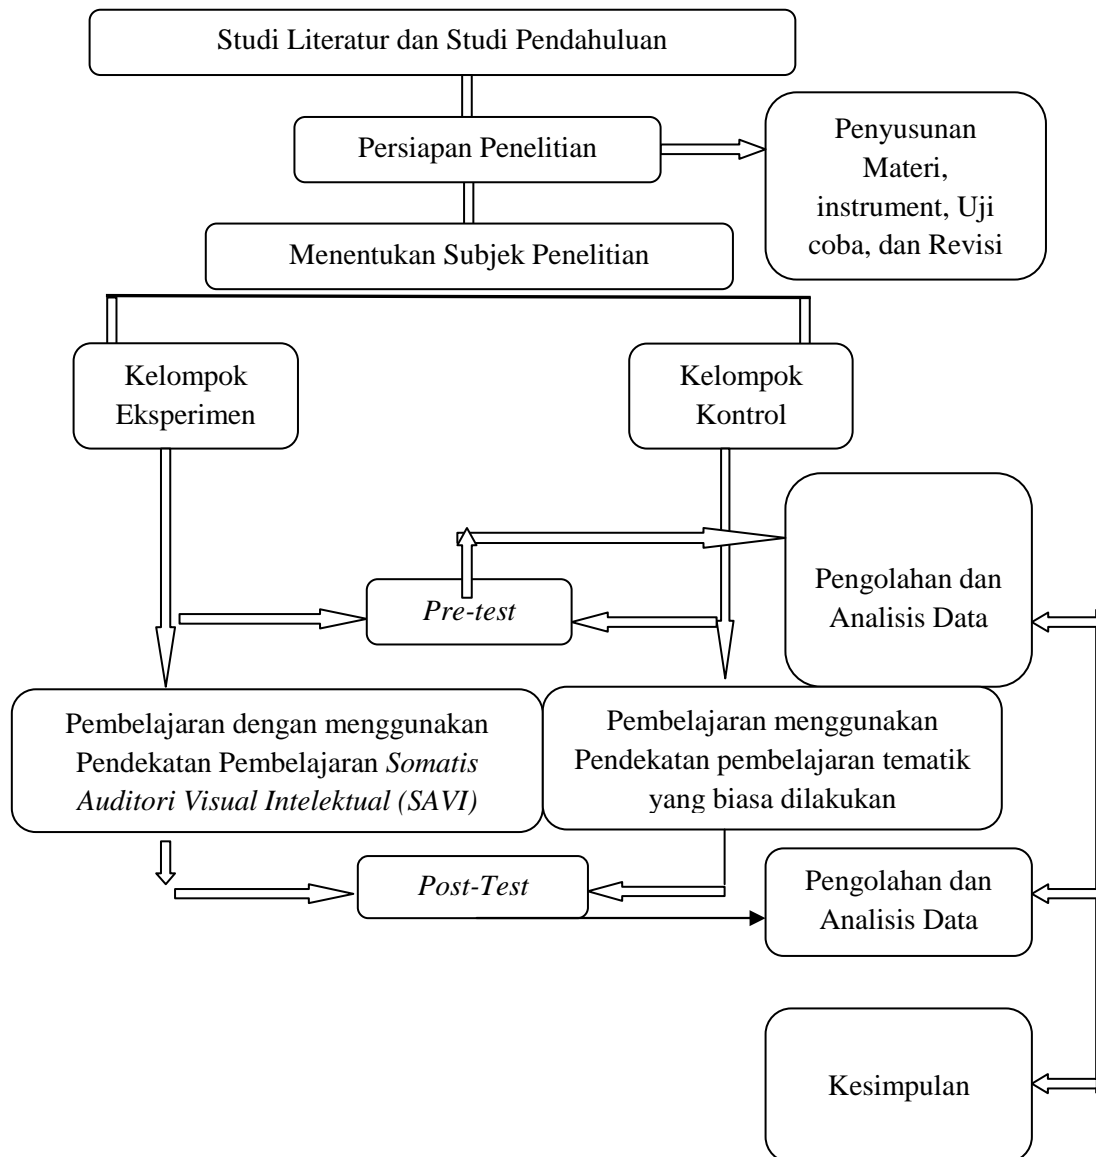 Studi Literatur dan Studi Pendahuluan
Persiapan Penelitian
Penyusunan
Materi,
instrument, Uji
coba, dan Revisi
Menentukan Subjek Penelitian
Kelompok
Eksperimen
Kelompok
Kontrol
Pre-test
Pengolahan dan
Analisis Data
Pembelajaran dengan menggunakan
Pendekatan Pembelajaran Somatis
Auditori Visual Intelektual (SAVI)
Pembelajaran menggunakan
Pendekatan pembelajaran tematik
yang biasa dilakukan
Post-Test
Pengolahan dan
Analisis Data
Kesimpulan